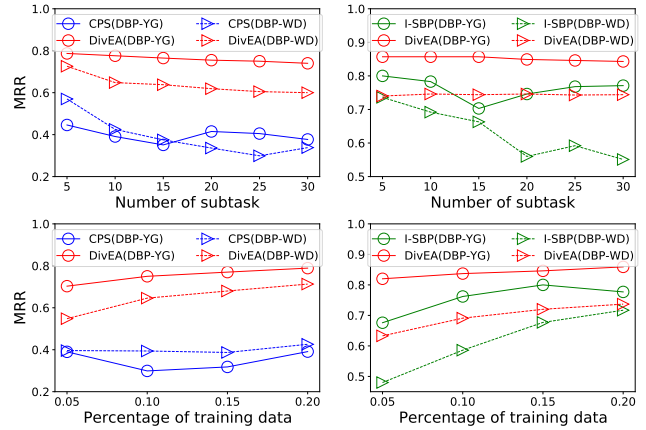 1.0
0.8
0.6
0.4
0.2
MRR
CPS(DBP-YG)
DivEA(DBP-YG)
CPS(DBP-WD)
DivEA(DBP-WD)
5 10 15 20 25 30
Number of subtask
1.0
0.9
0.8
0.7
0.6
0.5
I-SBP(DBP-YG)
DivEA(DBP-YG)
I-SBP(DBP-WD)
DivEA(DBP-WD)
5 10 15 20 25 30
Number of subtask
1.0
0.8
0.6
0.4
0.2
MRR
CPS(DBP-YG)
DivEA(DBP-YG)
CPS(DBP-WD)
DivEA(DBP-WD)
0.05 0.10 0.15 0.20
Percentage of training data
1.0
0.9
0.8
0.7
0.6
0.5
I-SBP(DBP-YG)
DivEA(DBP-YG)
I-SBP(DBP-WD)
DivEA(DBP-WD)
0.05 0.10 0.15 0.20
Percentage of training data